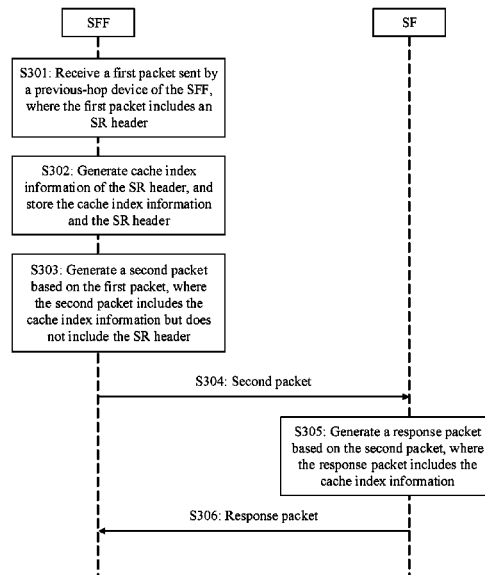 SFF
SF
S301: Receive a first packet sent by
a previous-hop device of the SFF,
where the first packet includes an
SR header
S302: Generate cache index
information of the SR header, and
store the cache index information
and the SR header
S303: Generate a second packet
based on the first packet, where
the second packet includes the
cache index information but does
not include the SR header
S304: Second packet
S305: Generate a response packet
based on the second packet, where
the response packet includes the
cache index information
S306: Response packet